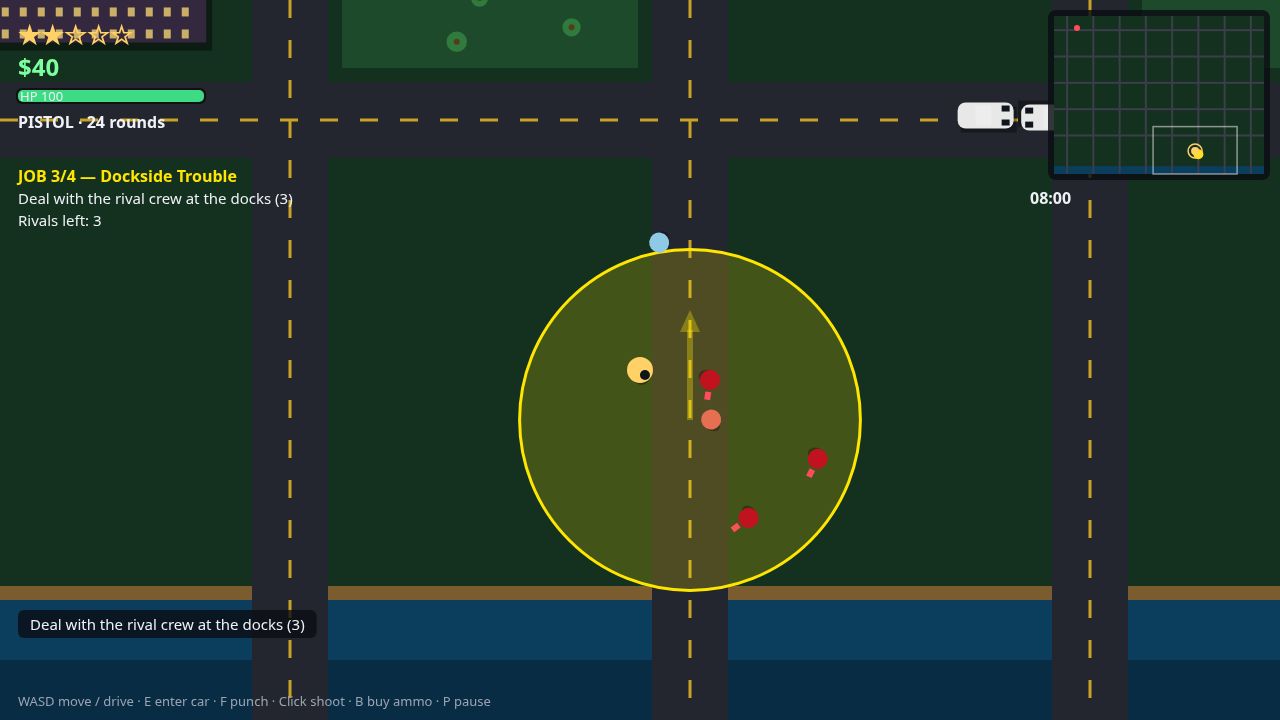 ★★☆☆☆
$40
HP 100
PISTOL · 24 rounds
JOB 3/4 — Dockside Trouble
Deal with the rival crew at the docks (3)
Rivals left: 3
08:00
Deal with the rival crew at the docks (3)
WASD move / drive · E enter car · F punch · Click shoot · B buy ammo · P pause